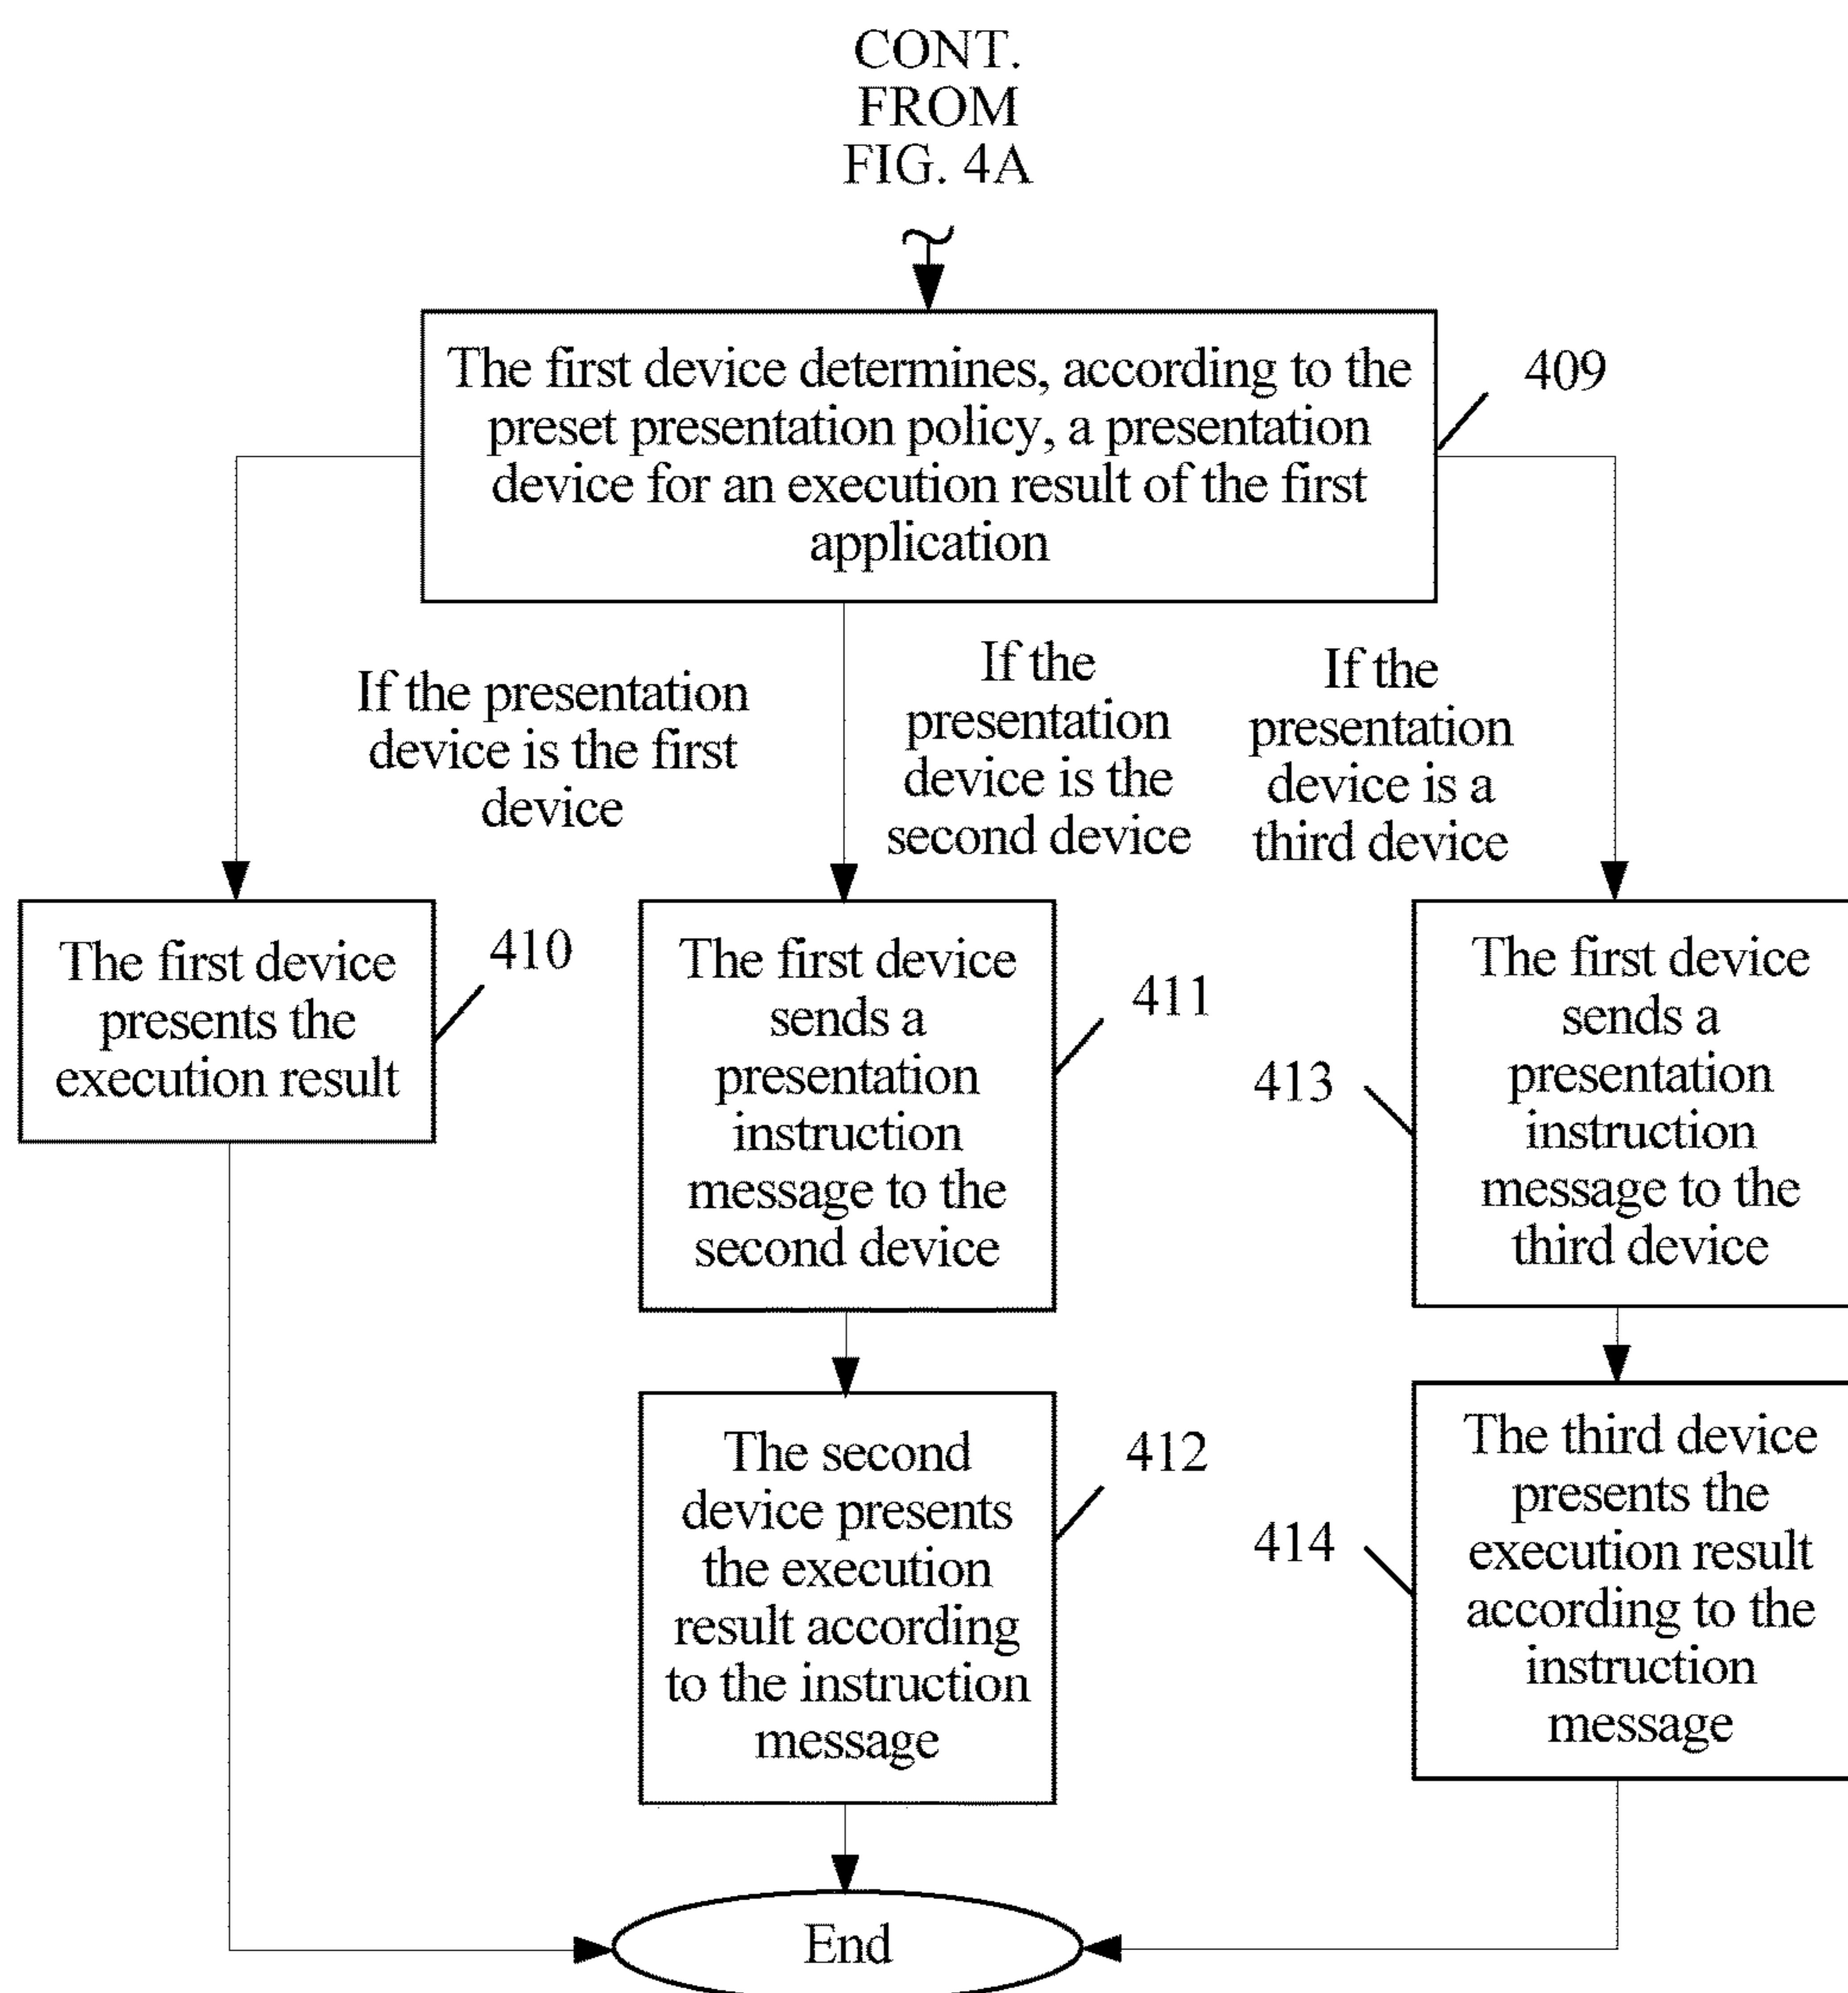 CONT.
FROM
FIG. 4A
The first device determines, according to the
preset presentation policy, a presentation
device for an execution result of the first
application
409
If the presentation
device is the first
device
If the
presentation
device is the
second device
If the
presentation
device is a
third device
The first device
presents the
execution result
410
The first device
sends a
presentation
instruction
message to the
second device
411
The first device
sends a
presentation
instruction
message to the
third device
413
The second
device presents
the execution
result according
to the instruction
message
412
The third device
presents the
execution result
according to the
instruction
message
414
End